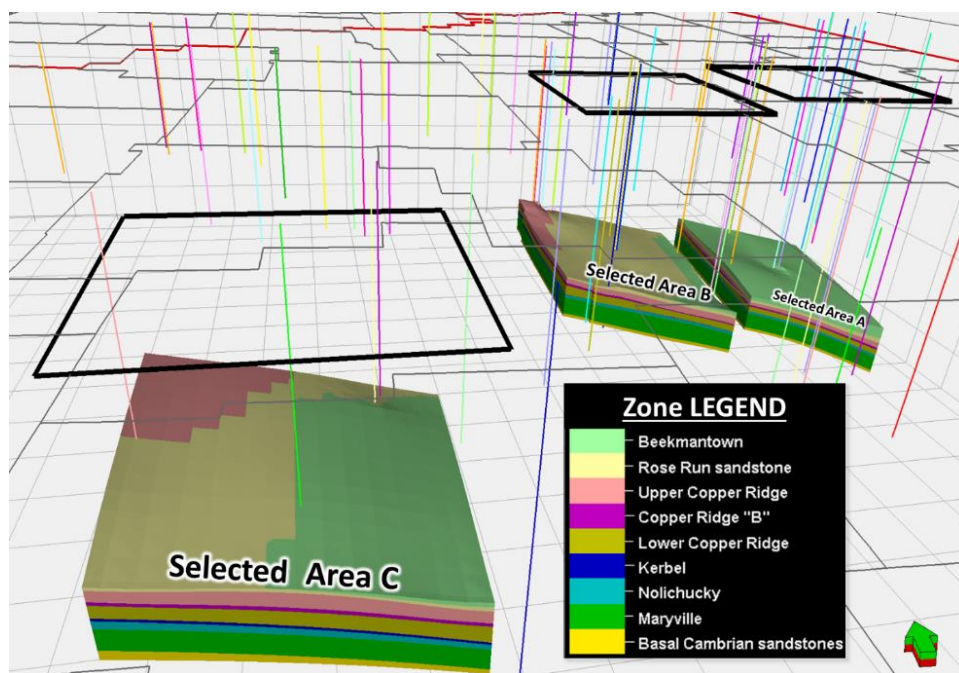 Selected Area B
Selected Area A
Selected Area C
Zone LEGEND
Beekmantown
Rose Run sandstone
Upper Copper Ridge
Copper Ridge "B"
Lower Copper Ridge
Kerbel
Nolichucky
Maryville
Basal Cambrian sandstones